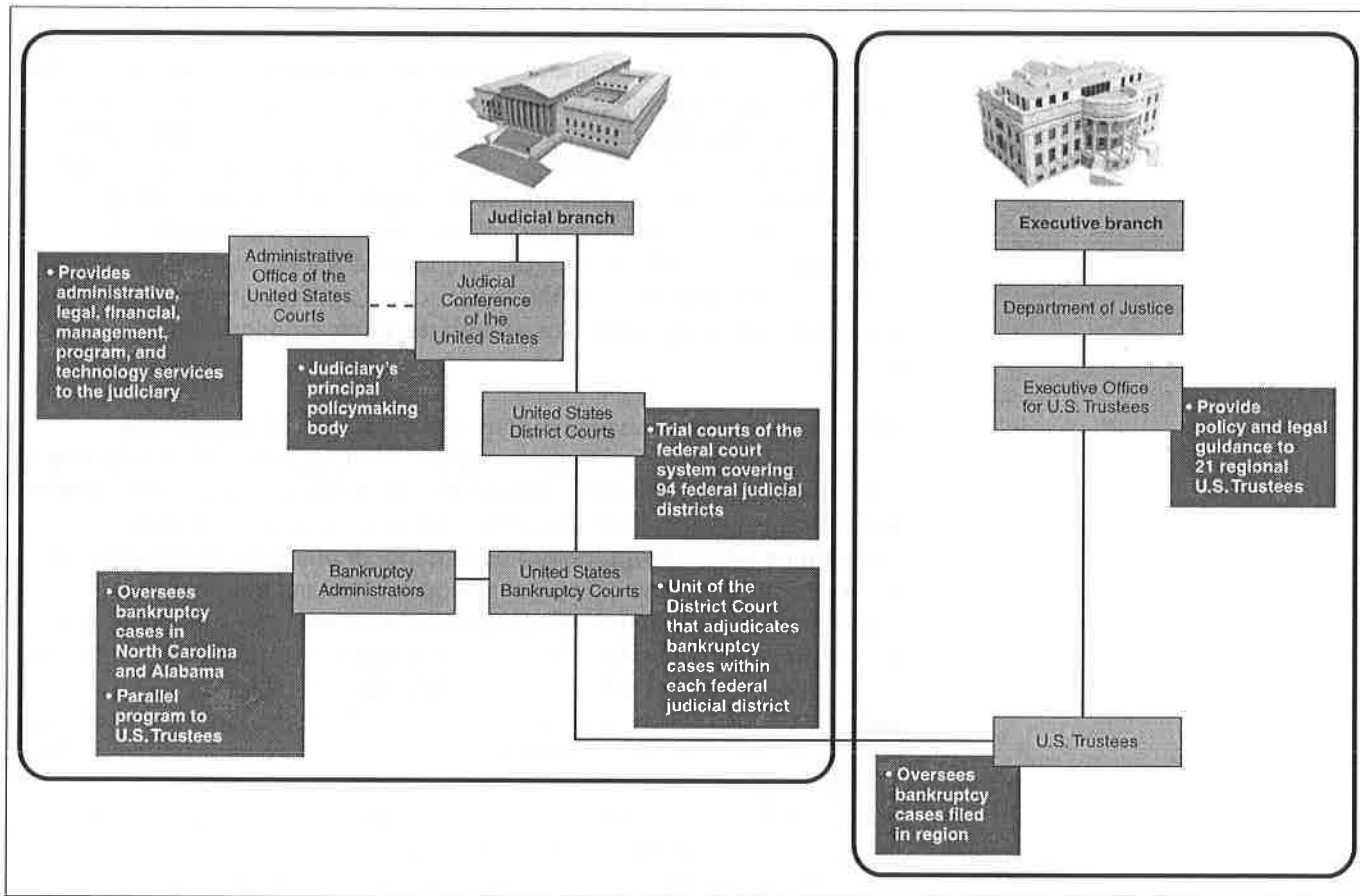 Judicial branch
Administrative
Office of the
United States
Courts
• Provides
administrative,
legal, financial,
management,
program, and
technology services
to the judiciary
Judicial
Conference
of the
United States
• Judiciary's
principal
policymaking
body
United States
District Courts
• Trial courts of the
federal court
system covering
94 federal judicial
districts
Bankruptcy
Administrators
• Oversees
bankruptcy
cases in
North Carolina
and Alabama
• Parallel
program to
U.S. Trustees
United States
Bankruptcy Courts
• Unit of the
District Court
that adjudicates
bankruptcy
cases within
each federal
judicial district
Executive branch
Department of Justice
Executive Office
for U.S. Trustees
• Provide
policy and legal
guidance to
21 regional
U.S. Trustees
U.S. Trustees
• Oversees
bankruptcy
cases filed
in region